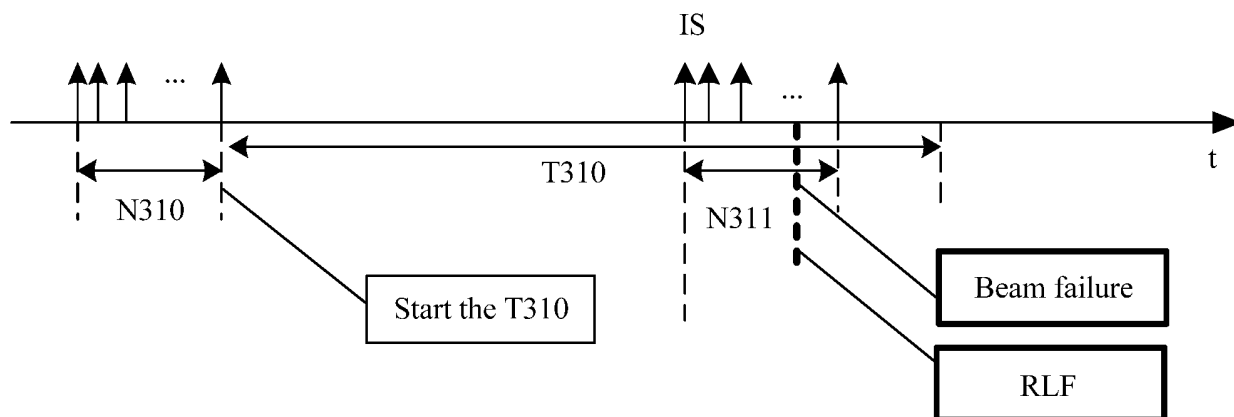 IS
...
...
t
T310
N310
N311
Start the T310
Beam failure
RLF